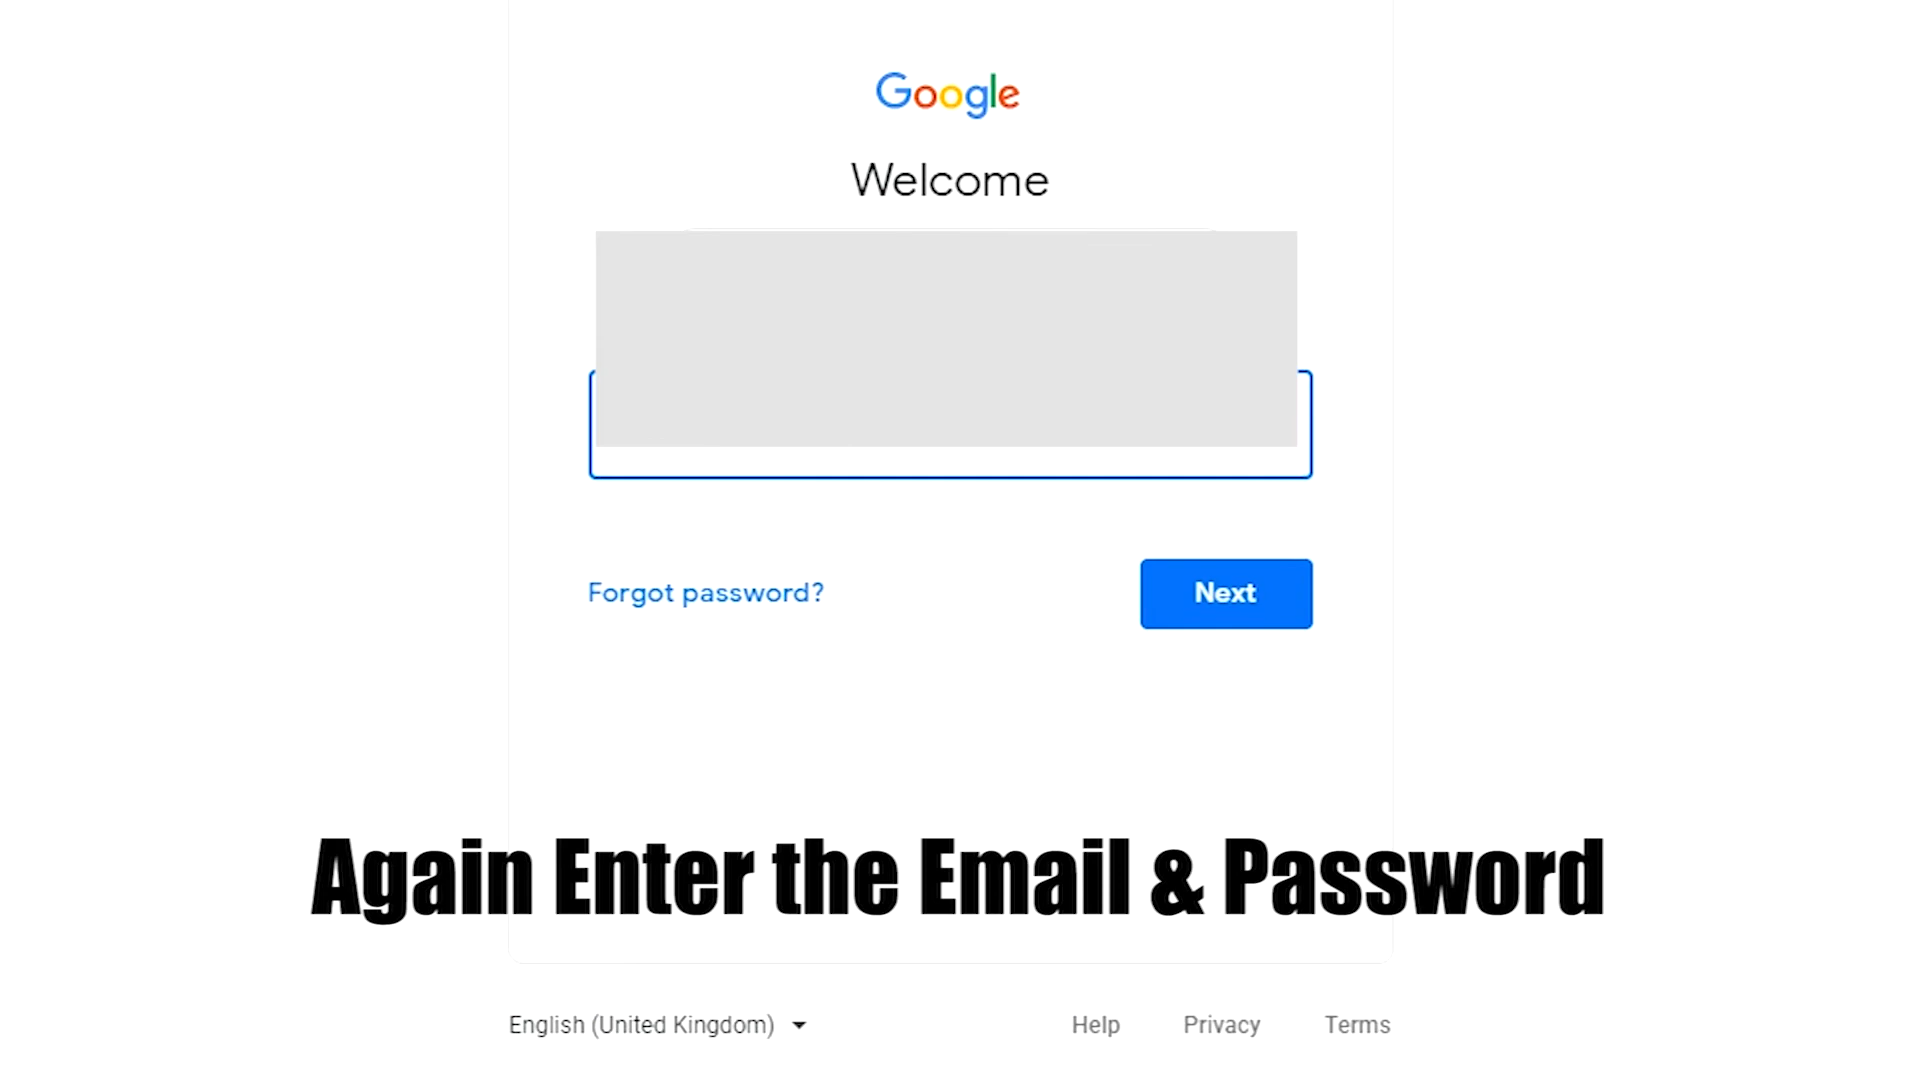 Google
Welcome
Forgot password?
Next
Again Enter the Email & Password
English (United Kingdom)
Help Privacy Terms